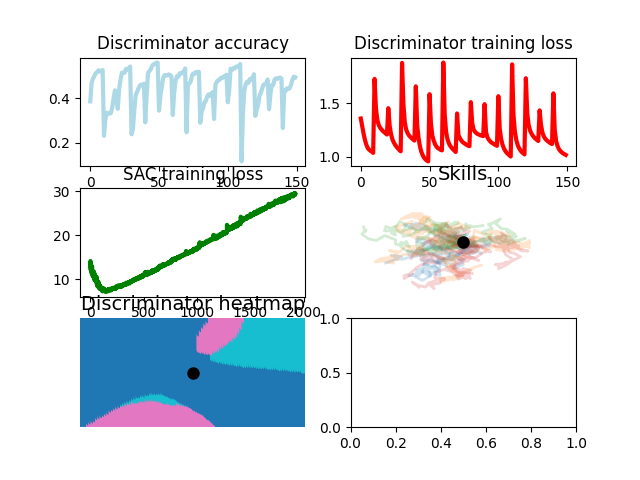 Discriminator accuracy
0.4
0.2
0 50 100 150
Discriminator training loss
1.5
1.0
0 50 100 150
SAC training loss
30
20
10
0 500 1000 1500 2000
Skills
Discriminator heatmap
1.0
0.5
0.0
0.0 0.2 0.4 0.6 0.8 1.0